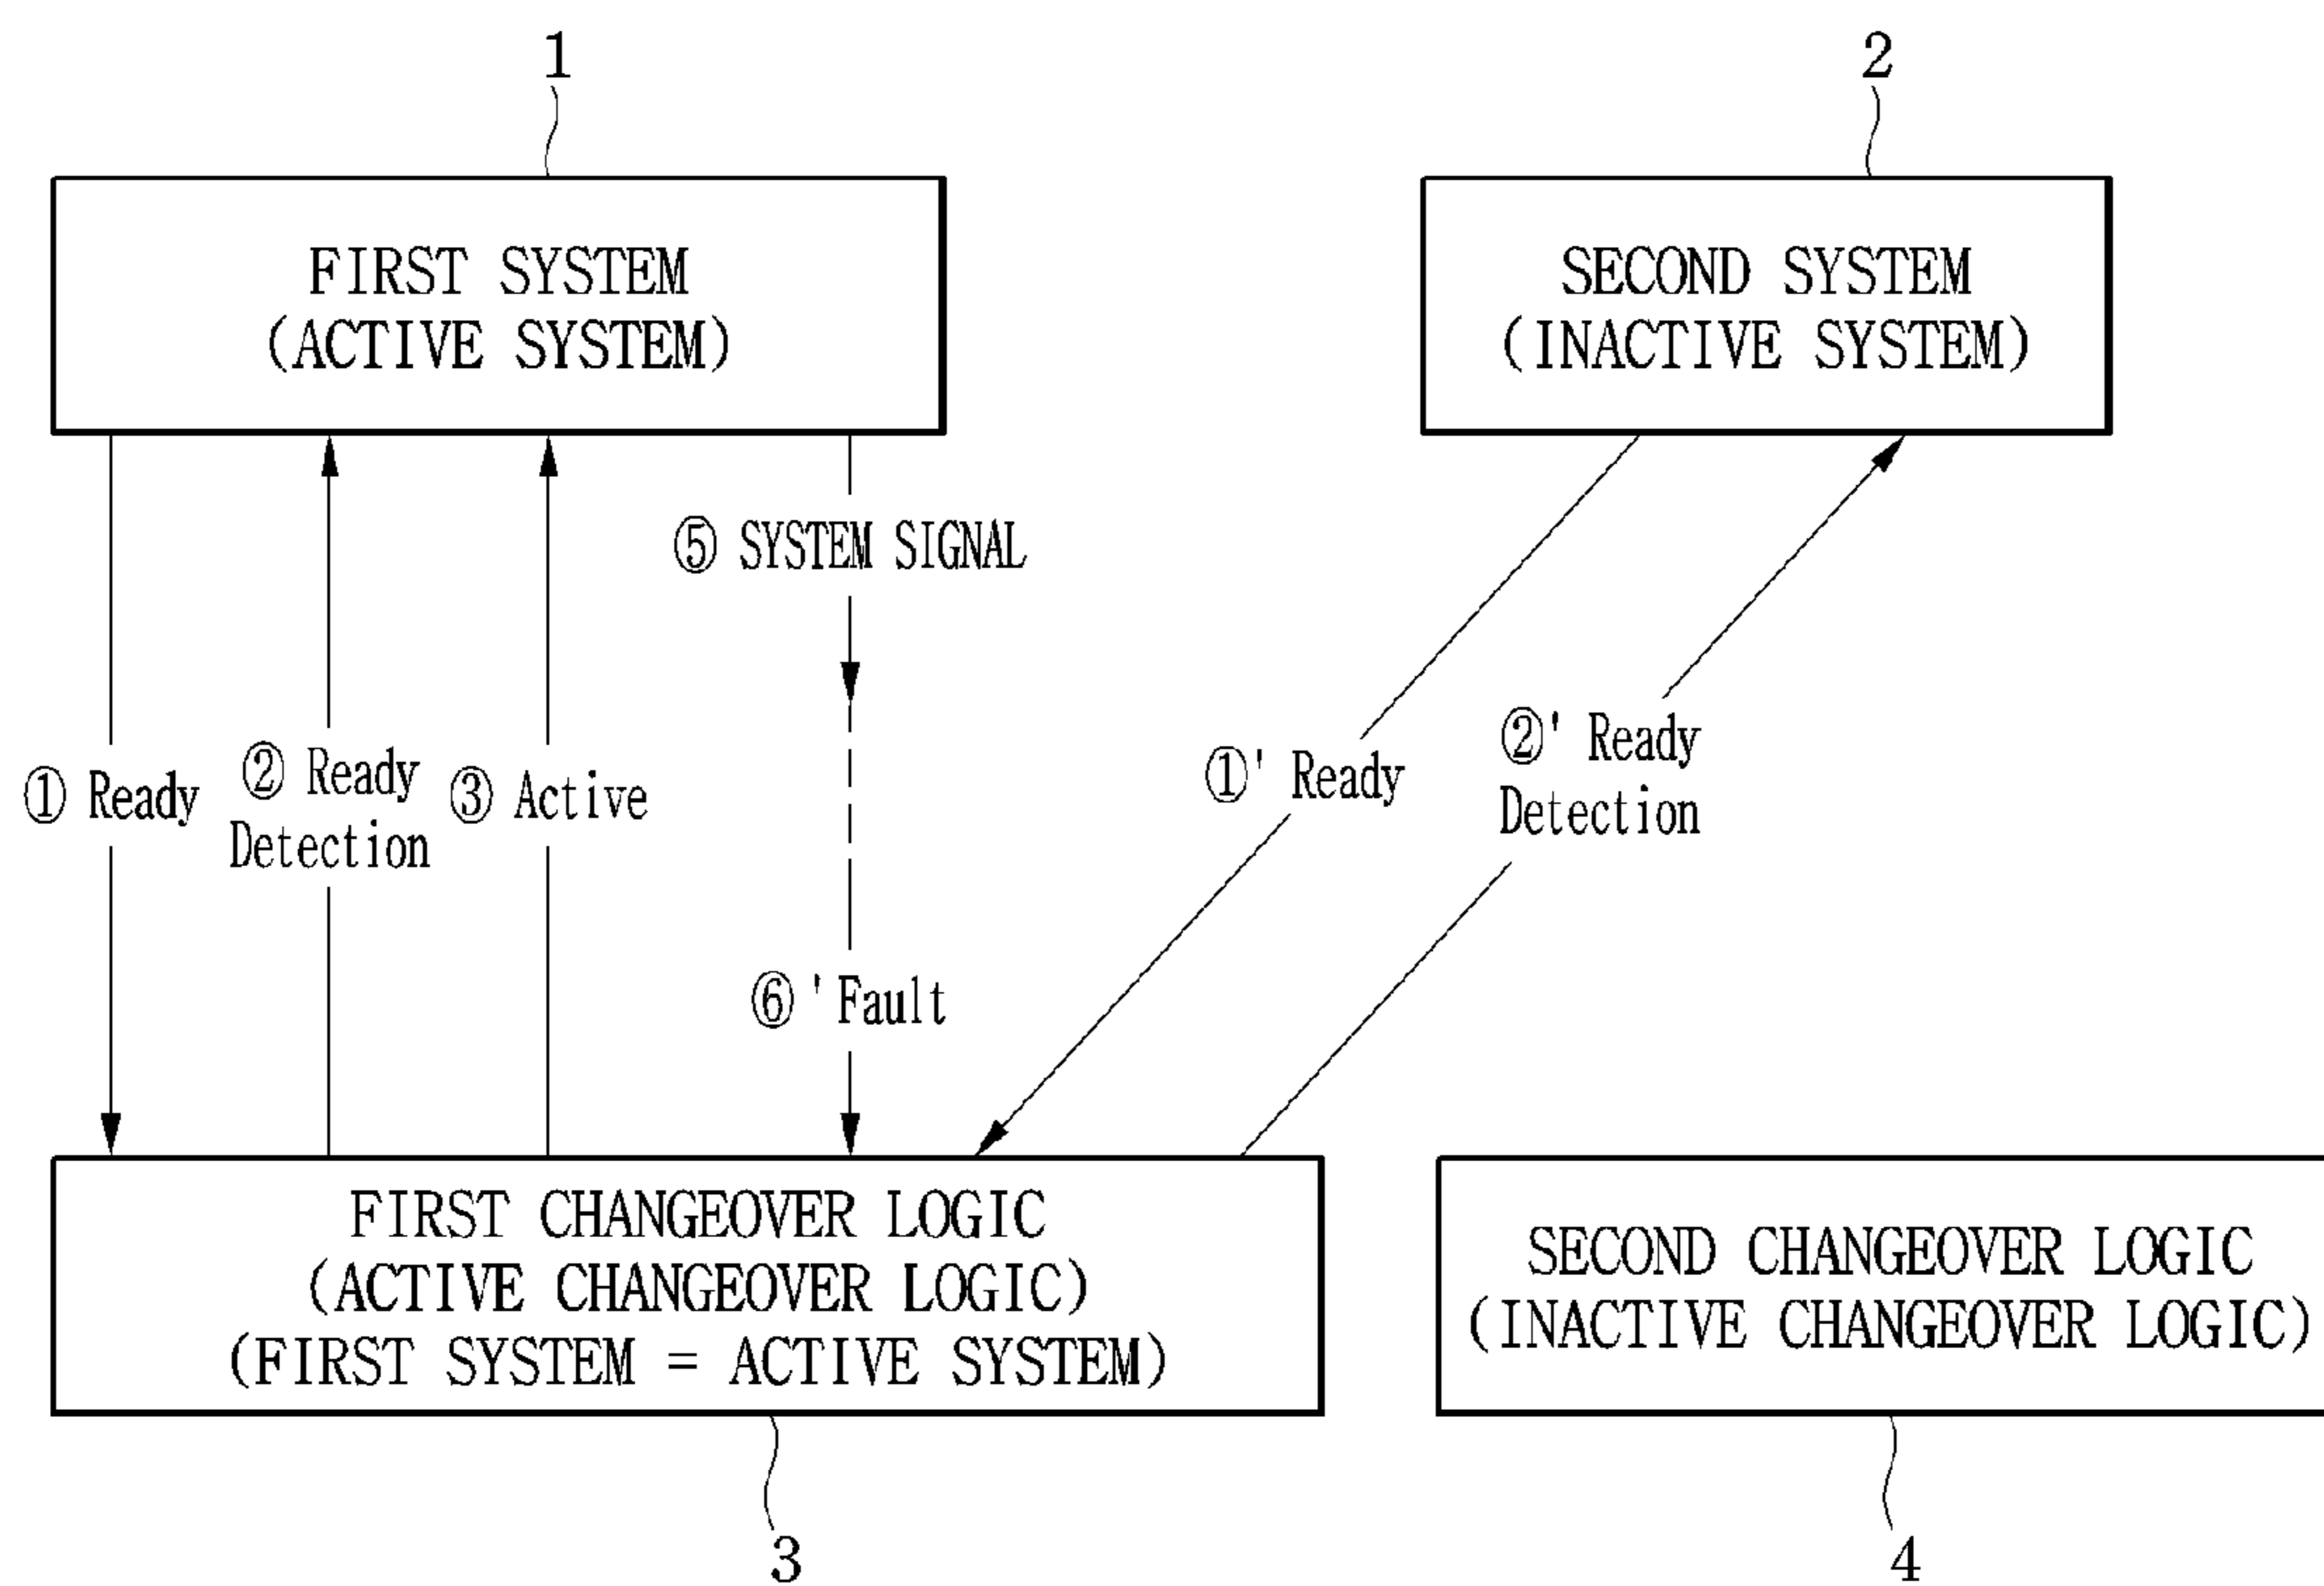 1
2
FIRST SYSTEM
(ACTIVE SYSTEM)
SECOND SYSTEM
(INACTIVE SYSTEM)
⑤ SYSTEM SIGNAL
① Ready
② Ready
Detection
③ Active
①' Ready
②' Ready
Detection
⑥ 'Fault
FIRST CHANGEOVER LOGIC
(ACTIVE CHANGEOVER LOGIC)
(FIRST SYSTEM = ACTIVE SYSTEM)
SECOND CHANGEOVER LOGIC
(INACTIVE CHANGEOVER LOGIC)
3
4